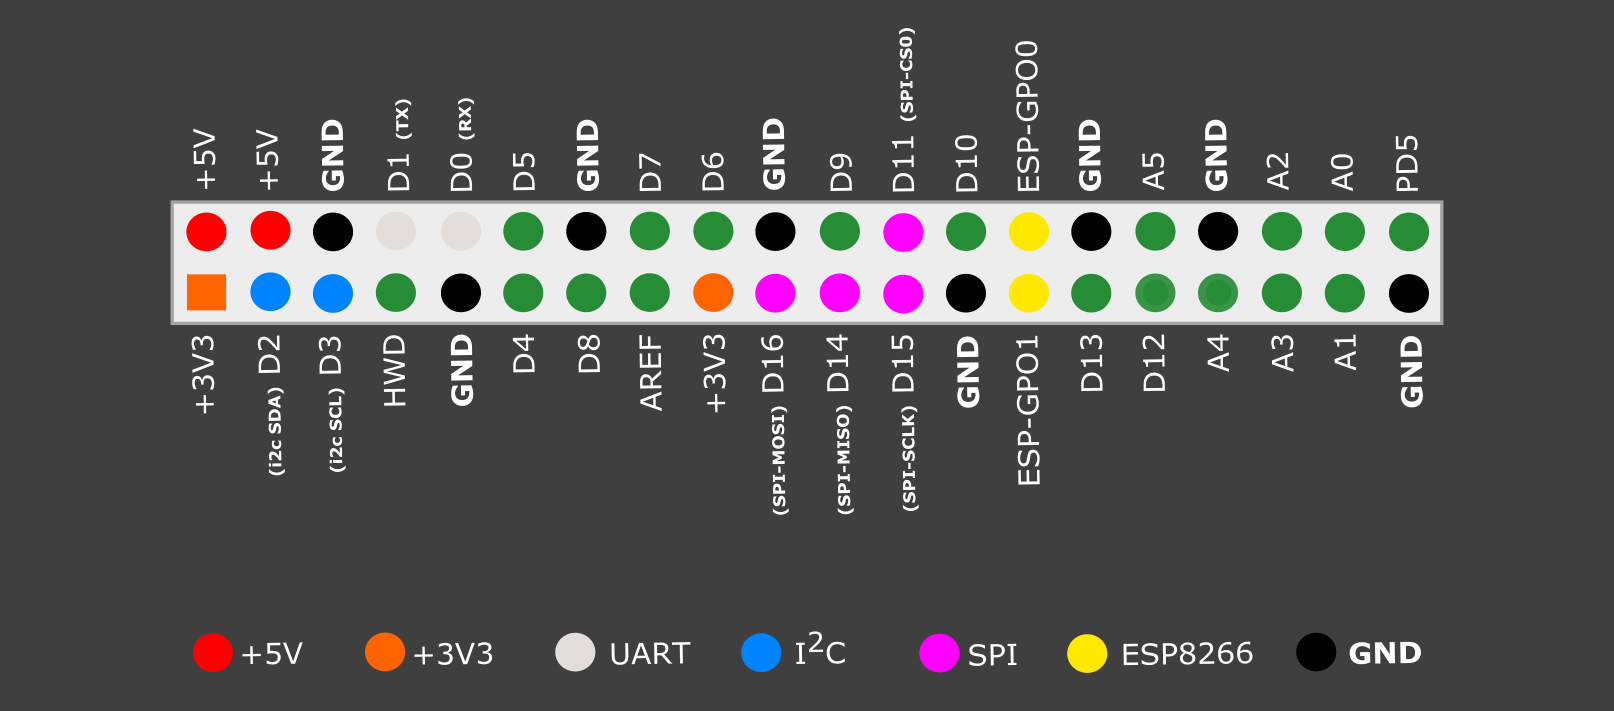 +5V
+5V
GND
D1 (TX)
D0 (RX)
D5
GND
D7
D6
GND
D9
D11 (SPI-CS0)
D10
ESP-GPO0
GND
A5
GND
A2
A0
PD5
+3V3
(i2c SDA) D2
(i2c SCL) D3
HWD
GND
D4
D8
AREF
+3V3
(SPI-MOSI) D16
(SPI-MISO) D14
(SPI-SCLK) D15
GND
ESP-GPO1
D13
D12
A4
A3
A1
GND
+5V
+3V3
UART
I²C
SPI
ESP8266
GND